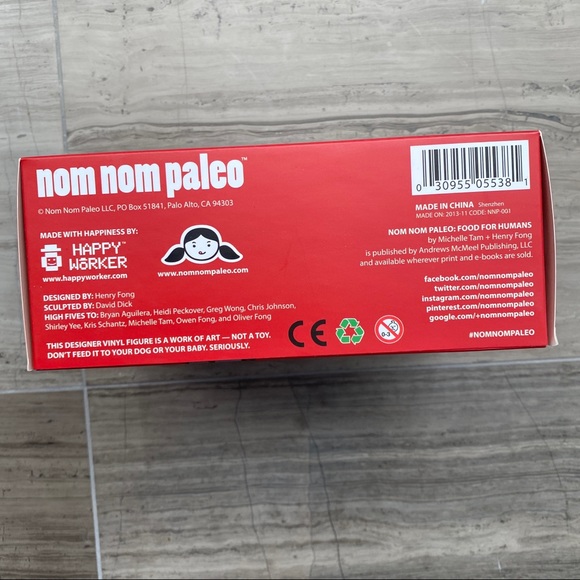 nom nom paleo™
© Nom Nom Paleo LLC, PO Box 51841, Palo Alto, CA 94303
MADE WITH HAPPINESS BY:
HAPPY™
WORKER
www.happyworker.com
www.nomnompaleo.com
DESIGNED BY: Henry Fong
SCULPTED BY: David Dick
HIGH FIVES TO: Bryan Aguilera, Heidi Peckover, Greg Wong, Chris Johnson,
Shirley Yee, Kris Schantz, Michelle Tam, Owen Fong, and Oliver Fong
THIS DESIGNER VINYL FIGURE IS A WORK OF ART — NOT A TOY.
DON'T FEED IT TO YOUR DOG OR YOUR BABY. SERIOUSLY.
CE
0-3
0 30955 05538 1
MADE IN CHINA Shenzhen
MADE ON: 2013-11 CODE: NNP-001
NOM NOM PALEO: FOOD FOR HUMANS
by Michelle Tam + Henry Fong
is published by Andrews McMeel Publishing, LLC
and available wherever print and e-books are sold.
facebook.com/nomnompaleo
twitter.com/nomnompaleo
instagram.com/nomnompaleo
pinterest.com/nomnompaleo
google.com/+nomnompaleo
#NOMNOMPALEO